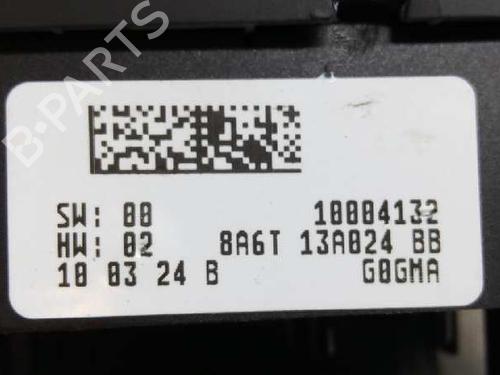 B-PARTS
SW: 00 10004132
HW: 02 8A6T 13A024 BB
10 03 24 B G0GMA